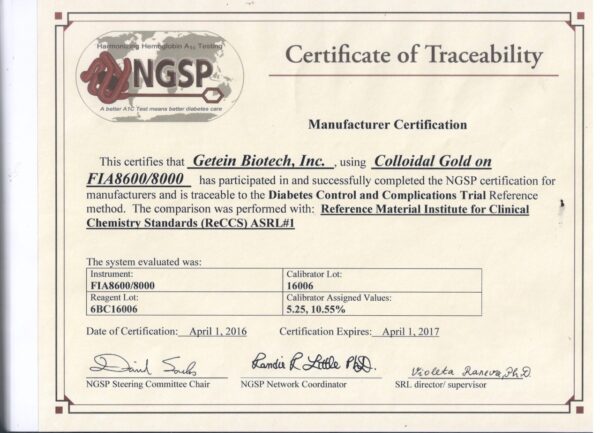 Harmonizing Hemoglobin A1c Testing
NGSP
A better A1C Test means better diabetes care
Certificate of Traceability
Manufacturer Certification
This certifies that Getein Biotech, Inc. , using Colloidal Gold on
FIA8600/8000 has participated in and successfully completed the NGSP certification for
manufacturers and is traceable to the Diabetes Control and Complications Trial Reference
method. The comparison was performed with: Reference Material Institute for Clinical
Chemistry Standards (ReCCS) ASRL#1
The system evaluated was:
Instrument: Calibrator Lot:
FIA8600/8000 16006
Reagent Lot: Calibrator Assigned Values:
6BC16006 5.25, 10.55%
Date of Certification: April 1, 2016 Certification Expires: April 1, 2017
David Sacks Randie R Little PhD. Violeta Raneva, Ph.D
NGSP Steering Committee Chair NGSP Network Coordinator SRL director/ supervisor